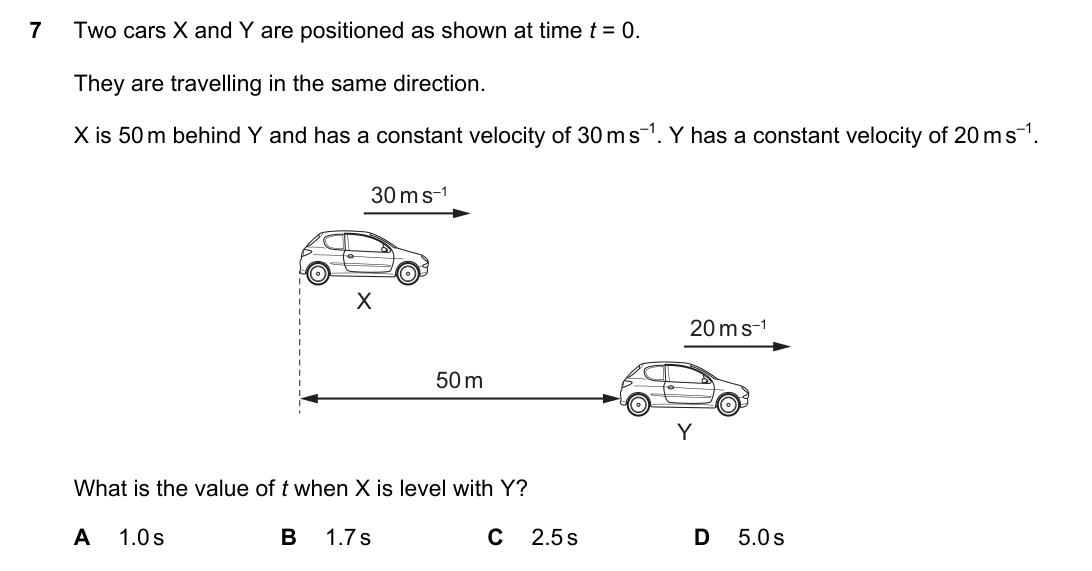 7 Two cars X and Y are positioned as shown at time t = 0.
They are travelling in the same direction.
X is 50 m behind Y and has a constant velocity of 30 m s⁻¹. Y has a constant velocity of 20 m s⁻¹.
30 m s⁻¹
X
20 m s⁻¹
50 m
Y
What is the value of t when X is level with Y?
A 1.0 s B 1.7 s C 2.5 s D 5.0 s